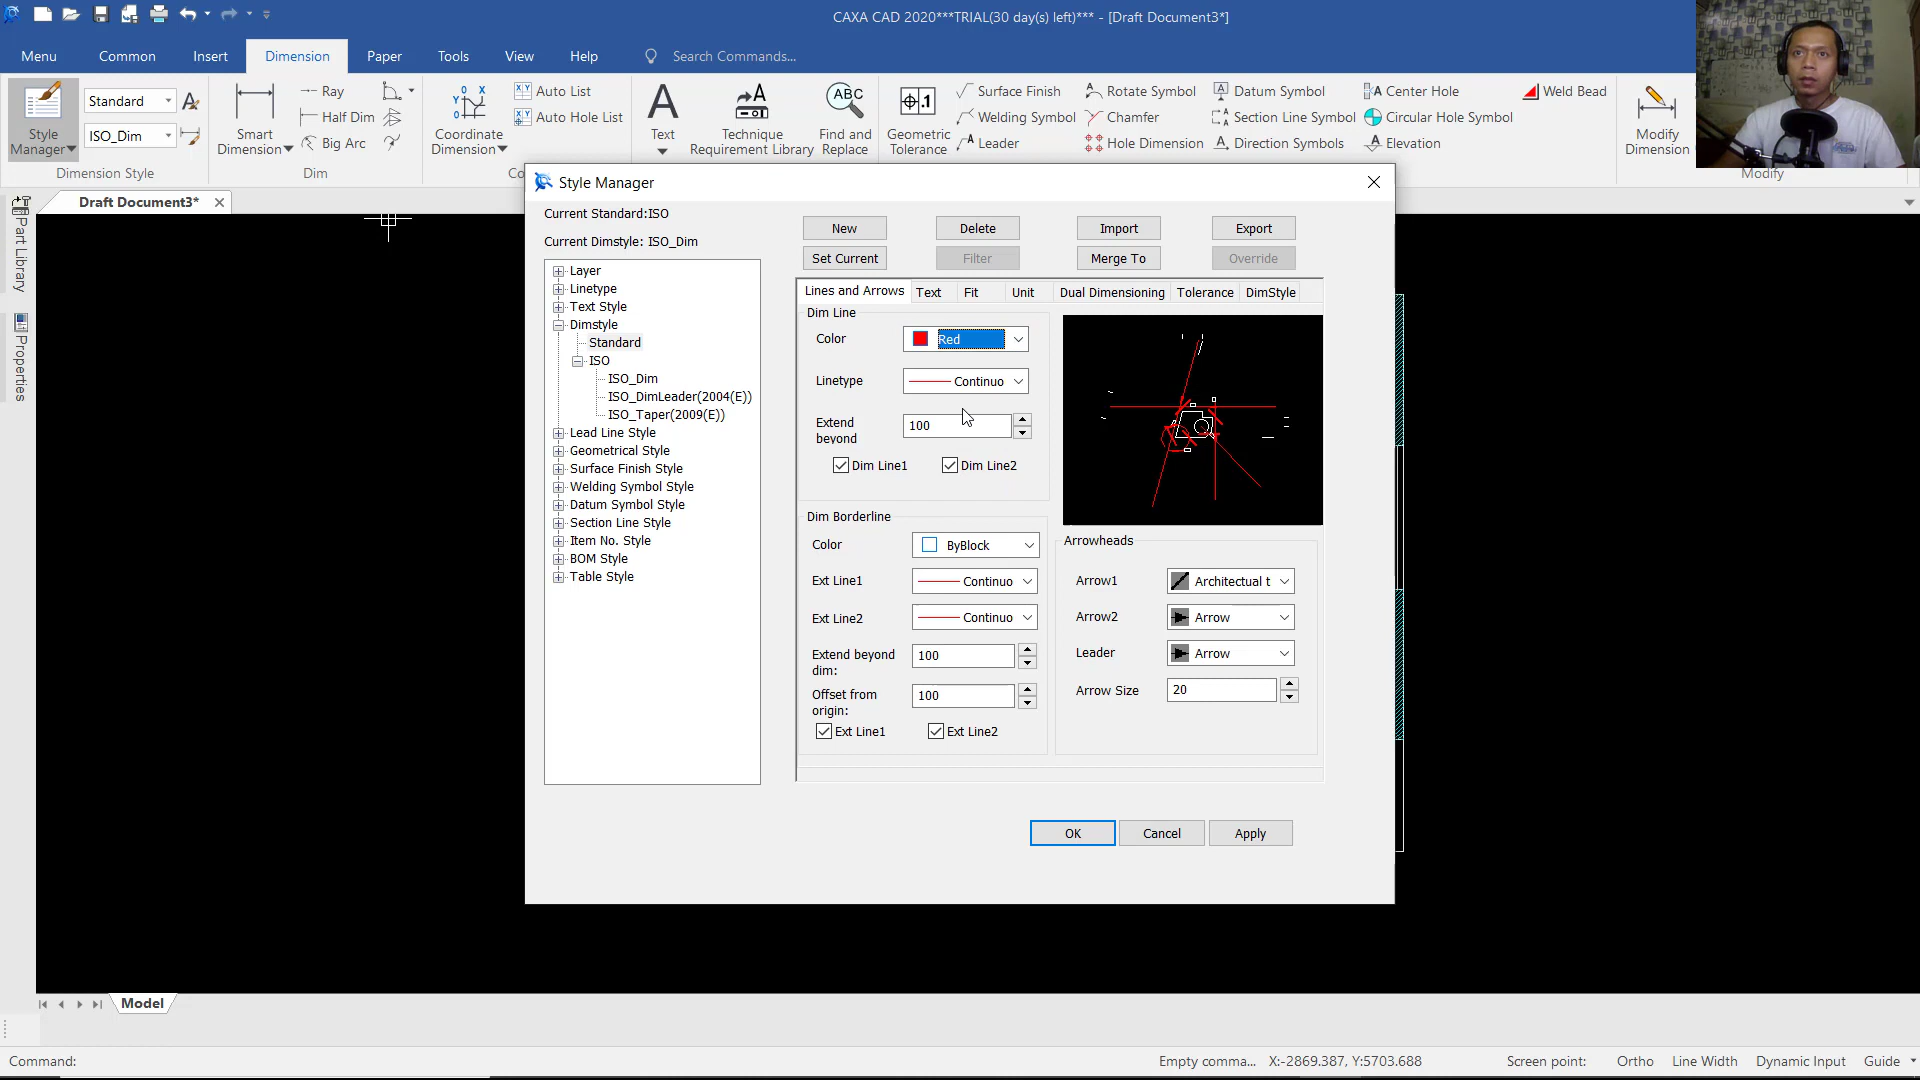 CAXA CAD 2020***TRIAL(30 day(s) left)*** - [Draft Document3*]
Menu Common Insert Dimension Paper Tools View Help Search Commands...
Style Manager
Standard
ISO_Dim
Dimension Style
Smart Dimension
Ray
Half Dim
Big Arc
Dim
Coordinate Dimension
Auto List
Auto Hole List
Co
Text
Technique Requirement Library
ABC
Find and Replace
Geometric Tolerance
Surface Finish
Welding Symbol
Leader
Rotate Symbol
Chamfer
Hole Dimension
Datum Symbol
Section Line Symbol
Direction Symbols
Center Hole
Circular Hole Symbol
Elevation
Weld Bead
Modify Dimension
Modify
Draft Document3*
Part Library
Properties
Style Manager
Current Standard:ISO
Current Dimstyle: ISO_Dim
New Delete Import Export
Set Current Filter Merge To Override
Layer
Linetype
Text Style
Dimstyle
Standard
ISO
ISO_Dim
ISO_DimLeader(2004(E))
ISO_Taper(2009(E))
Lead Line Style
Geometrical Style
Surface Finish Style
Welding Symbol Style
Datum Symbol Style
Section Line Style
Item No. Style
BOM Style
Table Style
Lines and Arrows Text Fit Unit Dual Dimensioning Tolerance DimStyle
Dim Line
Color Red
Linetype Continuo
Extend beyond 100
Dim Line1 Dim Line2
Dim Borderline
Color ByBlock
Ext Line1 Continuo
Ext Line2 Continuo
Extend beyond dim: 100
Offset from origin: 100
Ext Line1 Ext Line2
Arrowheads
Arrow1 Architectual t
Arrow2 Arrow
Leader Arrow
Arrow Size 20
OK Cancel Apply
Model
Command:
Empty comma... X:-2869.387, Y:5703.688 Screen point: Ortho Line Width Dynamic Input Guide